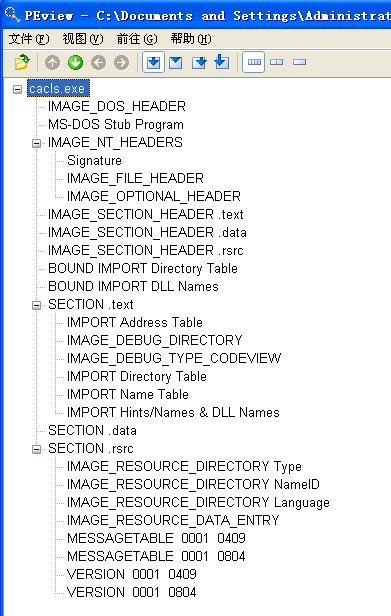 PEview - C:\Documents and Settings\Administrat
文件(F) 视图(V) 前往(G) 帮助(H)
cacls.exe
IMAGE_DOS_HEADER
MS-DOS Stub Program
IMAGE_NT_HEADERS
Signature
IMAGE_FILE_HEADER
IMAGE_OPTIONAL_HEADER
IMAGE_SECTION_HEADER .text
IMAGE_SECTION_HEADER .data
IMAGE_SECTION_HEADER .rsrc
BOUND IMPORT Directory Table
BOUND IMPORT DLL Names
SECTION .text
IMPORT Address Table
IMAGE_DEBUG_DIRECTORY
IMAGE_DEBUG_TYPE_CODEVIEW
IMPORT Directory Table
IMPORT Name Table
IMPORT Hints/Names & DLL Names
SECTION .data
SECTION .rsrc
IMAGE_RESOURCE_DIRECTORY Type
IMAGE_RESOURCE_DIRECTORY NameID
IMAGE_RESOURCE_DIRECTORY Language
IMAGE_RESOURCE_DATA_ENTRY
MESSAGETABLE 0001 0409
MESSAGETABLE 0001 0804
VERSION 0001 0409
VERSION 0001 0804